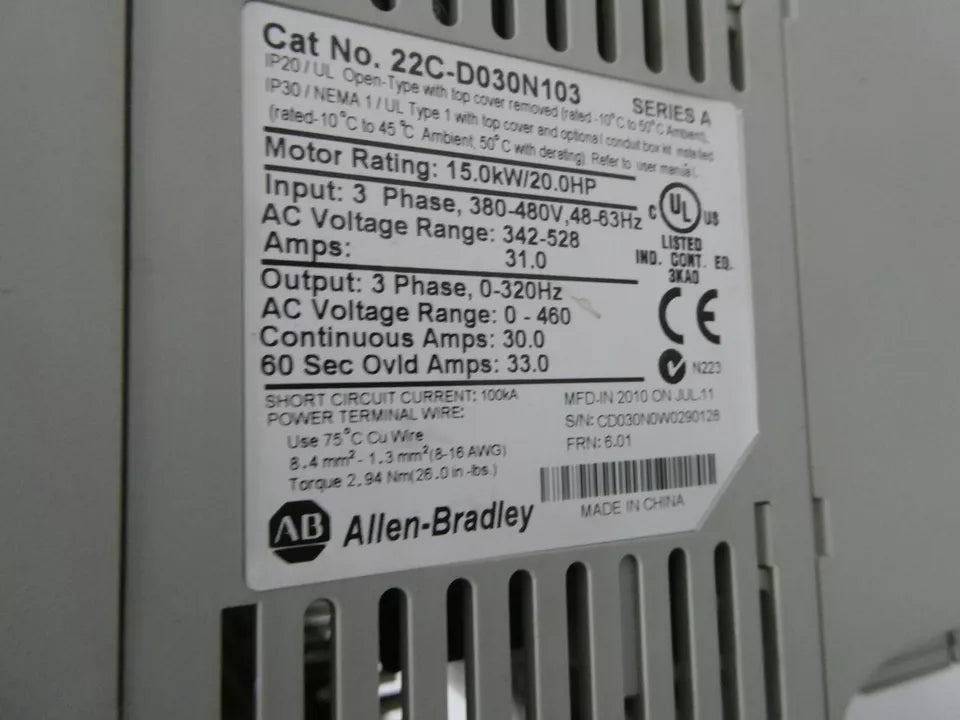 Cat No. 22C-D030N103 SERIES A
IP20 / UL Open-Type with top cover removed (rated -10°C to 50°C Ambient),
IP30 / NEMA 1 / UL Type 1 with top cover and optional conduit box kit installed
(rated-10°C to 45°C Ambient, 50°C with derating) Refer to user manual.
Motor Rating: 15.0kW/20.0HP
Input: 3 Phase, 380-480V,48-63Hz
AC Voltage Range: 342-528
Amps: 31.0
C UL US
LISTED
IND. CONT. EQ.
3KA0
Output: 3 Phase, 0-320Hz
AC Voltage Range: 0 - 460
Continuous Amps: 30.0
60 Sec Ovld Amps: 33.0
CE
N223
SHORT CIRCUIT CURRENT: 100kA
POWER TERMINAL WIRE:
Use 75°C Cu Wire
8.4 mm² - 1.3 mm²(8-16 AWG)
Torque 2.94 Nm(26.0 in -lbs.)
MFD-IN 2010 ON JUL.11
S/N: CD030N0W0290128
FRN: 6.01
MADE IN CHINA
AB Allen-Bradley